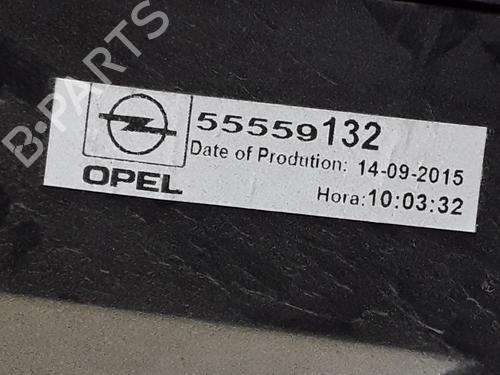 B-PARTS
55559132
Date of Prodution: 14-09-2015
OPEL
Hora:10:03:32